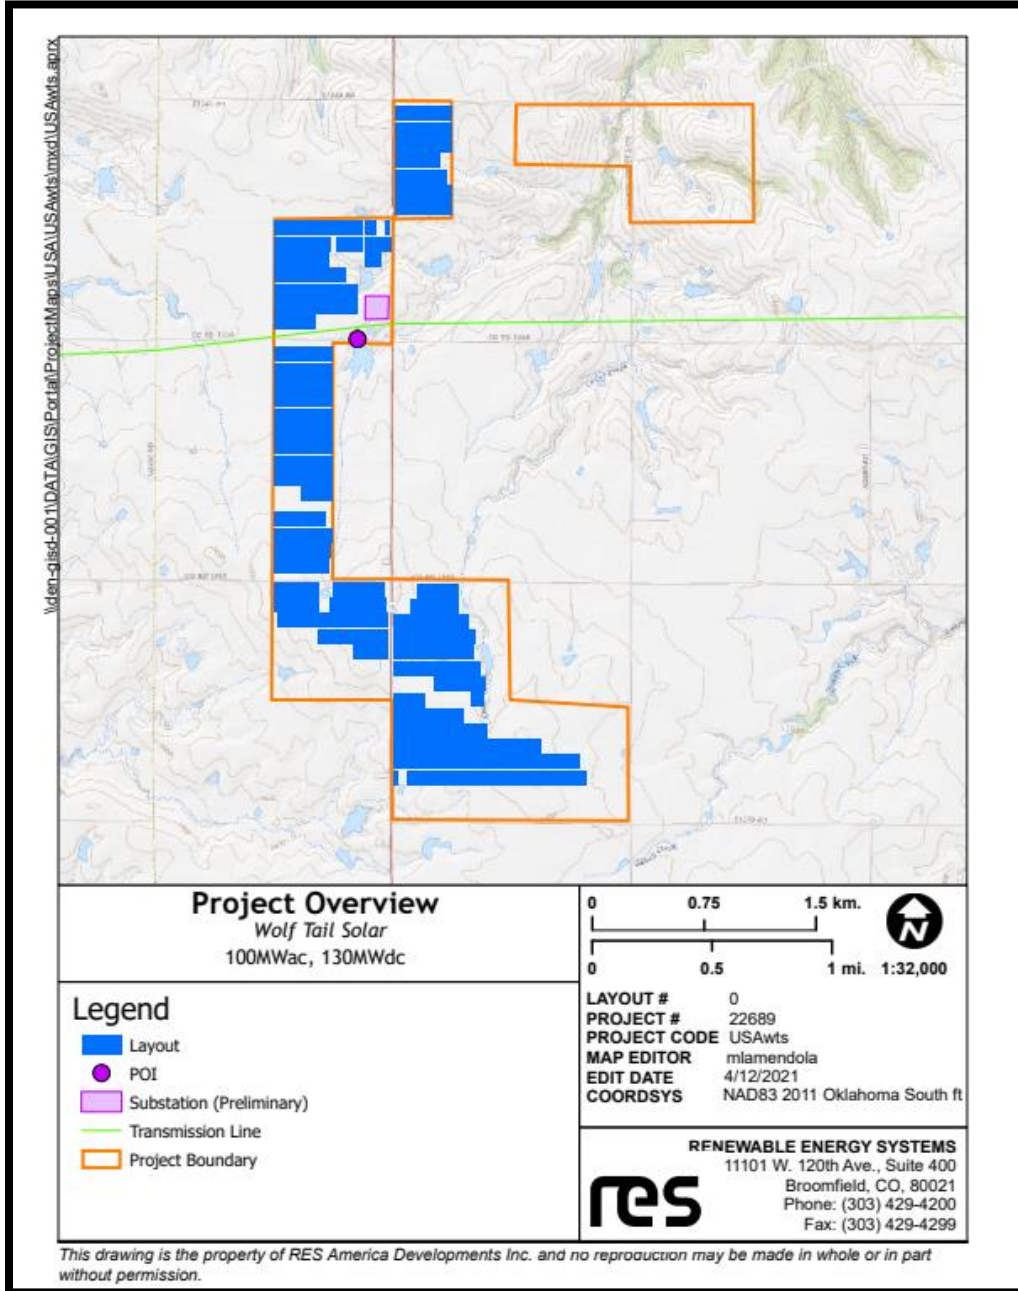 \\den-gisd-001\DATA\GIS\Portal\ProjectMaps\USA\USAwts\mxd\USAwts.aprx
Project Overview
Wolf Tail Solar
100MWac, 130MWdc
Legend
Layout
POI
Substation (Preliminary)
Transmission Line
Project Boundary
0 0.75 1.5 km.
0 0.5 1 mi. 1:32,000
N
LAYOUT # 0
PROJECT # 22689
PROJECT CODE USAwts
MAP EDITOR mlamendola
EDIT DATE 4/12/2021
COORDSYS NAD83 2011 Oklahoma South ft
res
RENEWABLE ENERGY SYSTEMS
11101 W. 120th Ave., Suite 400
Broomfield, CO, 80021
Phone: (303) 429-4200
Fax: (303) 429-4299
This drawing is the property of RES America Developments Inc. and no reproduction may be made in whole or in part
without permission.